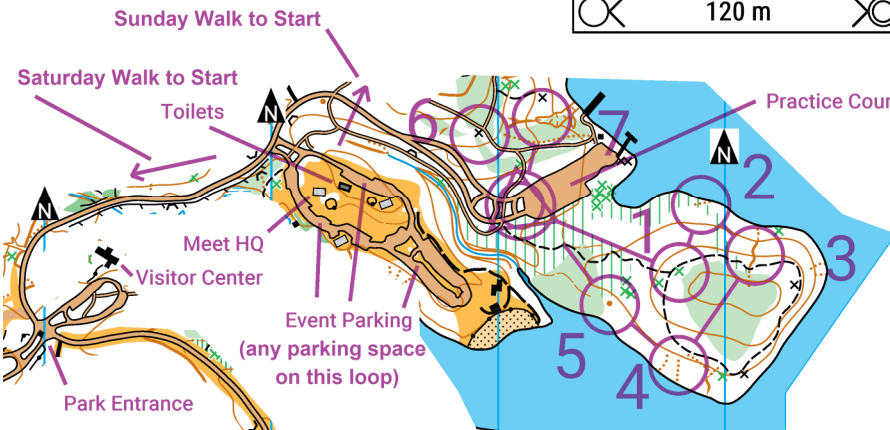 Sunday Walk to Start
120 m
Saturday Walk to Start
Toilets
N
6
7
Practice Cour
N
2
N
1
Meet HQ
3
Visitor Center
Event Parking
(any parking space
on this loop)
5
4
Park Entrance